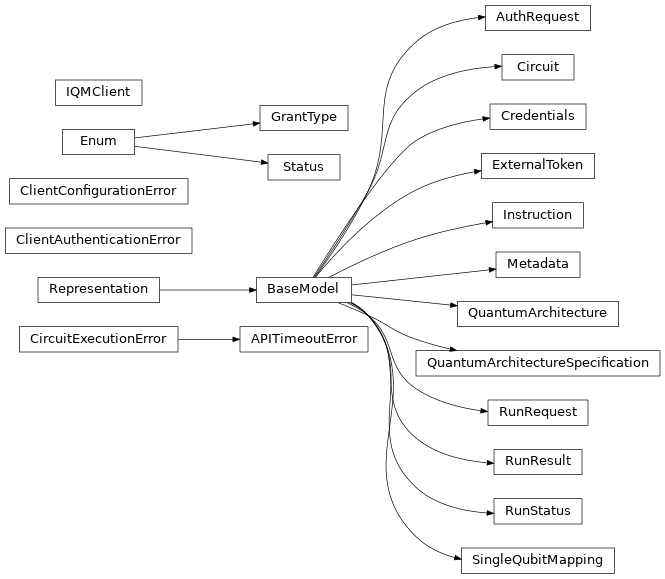 AuthRequest
Circuit
IQMClient
Credentials
GrantType
Enum
Status
ExternalToken
ClientConfigurationError
Instruction
ClientAuthenticationError
Metadata
Representation
BaseModel
QuantumArchitecture
CircuitExecutionError
APITimeoutError
QuantumArchitectureSpecification
RunRequest
RunResult
RunStatus
SingleQubitMapping